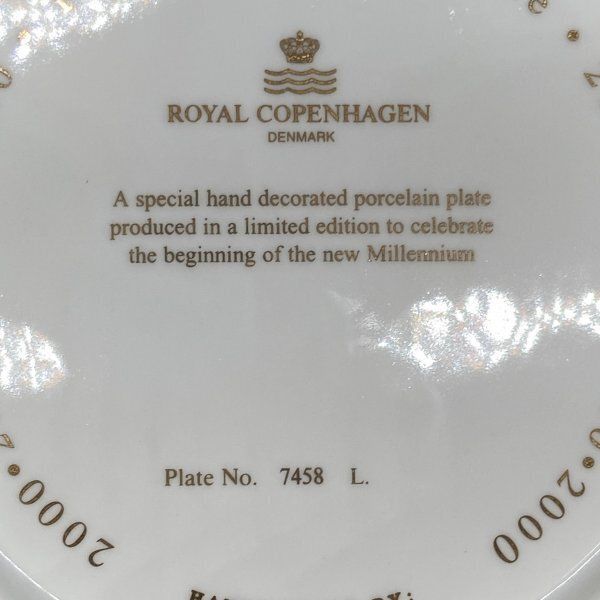 ROYAL COPENHAGEN
DENMARK
A special hand decorated porcelain plate
produced in a limited edition to celebrate
the beginning of the new Millennium
Plate No. 7458 L.
2000 •
• 2000